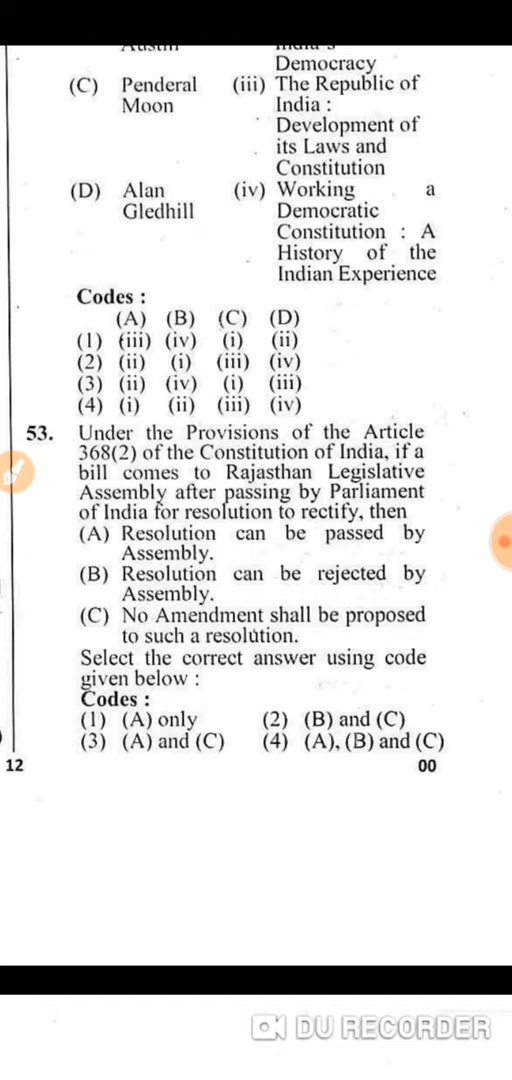 Democracy
(C) Penderal (iii) The Republic of
Moon India :
Development of
its Laws and
Constitution
(D) Alan (iv) Working a
Gledhill Democratic
Constitution : A
History of the
Indian Experience
Codes :
(A) (B) (C) (D)
(1) (iii) (iv) (i) (ii)
(2) (ii) (i) (iii) (iv)
(3) (ii) (iv) (i) (iii)
(4) (i) (ii) (iii) (iv)
53. Under the Provisions of the Article
368(2) of the Constitution of India, if a
bill comes to Rajasthan Legislative
Assembly after passing by Parliament
of India for resolution to rectify, then
(A) Resolution can be passed by
Assembly.
(B) Resolution can be rejected by
Assembly.
(C) No Amendment shall be proposed
to such a resolution.
Select the correct answer using code
given below :
Codes :
(1) (A) only (2) (B) and (C)
(3) (A) and (C) (4) (A), (B) and (C)
12 00
DU RECORDER